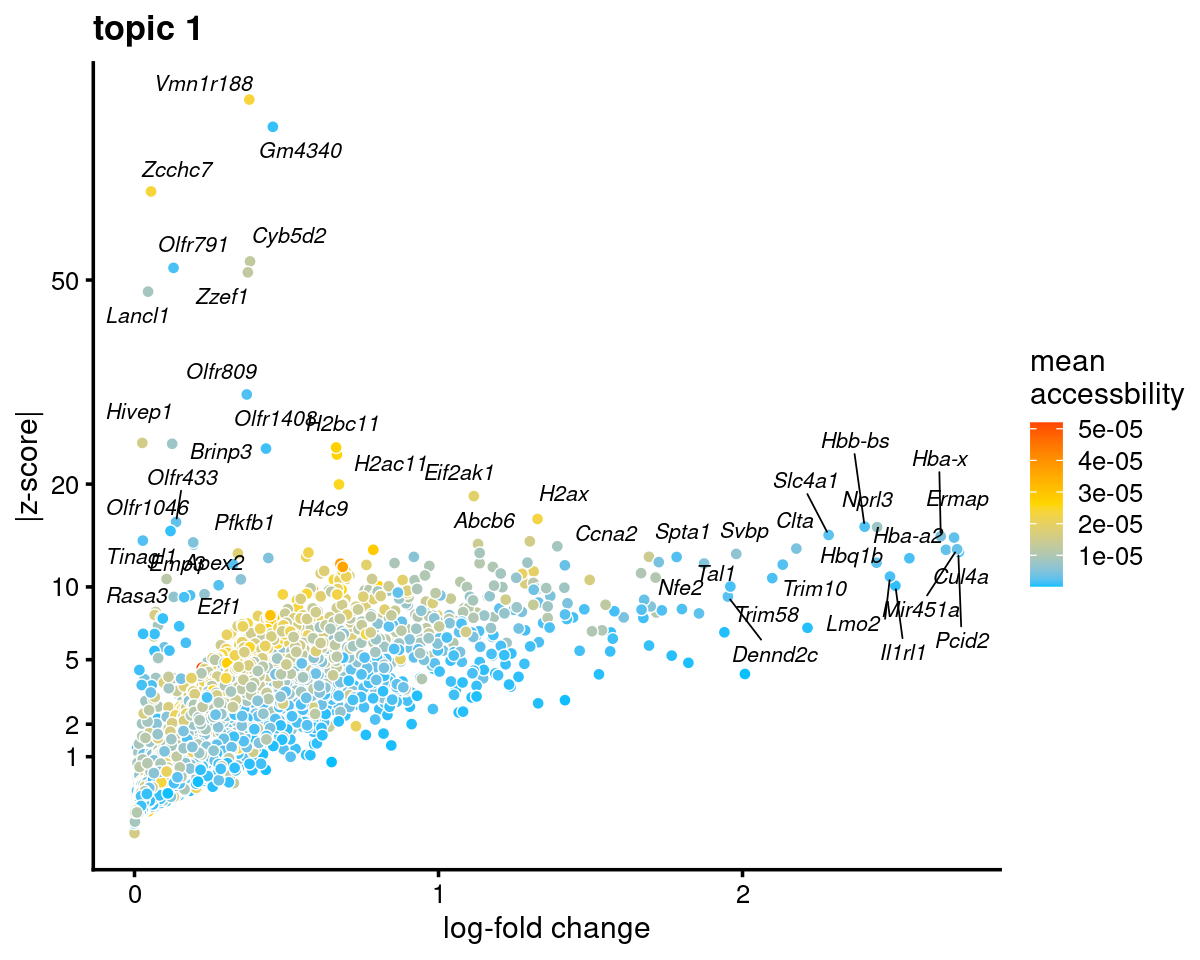 topic 1
Vmn1r188
Gm4340
Zcchc7
Olfr791
Cyb5d2
Zzef1
Lancl1
Olfr809
Hivep1
Olfr1408
H2bc11
Brinp3
H2ac11
Eif2ak1
Olfr433
Olfr1046
Pfkfb1
H4c9
Abcb6
H2ax
Ccna2
Spta1
Svbp
Clta
Slc4a1
Hbb-bs
Nprl3
Hba-x
Ermap
Hba-a2
Hbq1b
Tinagl1
Emp3
Apex2
Rasa3
E2f1
Nfe2
Tal1
Trim10
Trim58
Dennd2c
Lmo2
Mir451a
Cul4a
Il1rl1
Pcid2
|z-score|
50
20
10
5
2
1
0
1
2
log-fold change
mean
accessbility
5e-05
4e-05
3e-05
2e-05
1e-05